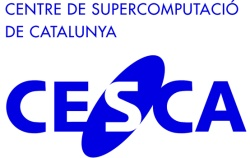 CENTRE DE SUPERCOMPUTACIÓ
DE CATALUNYA
CESCA